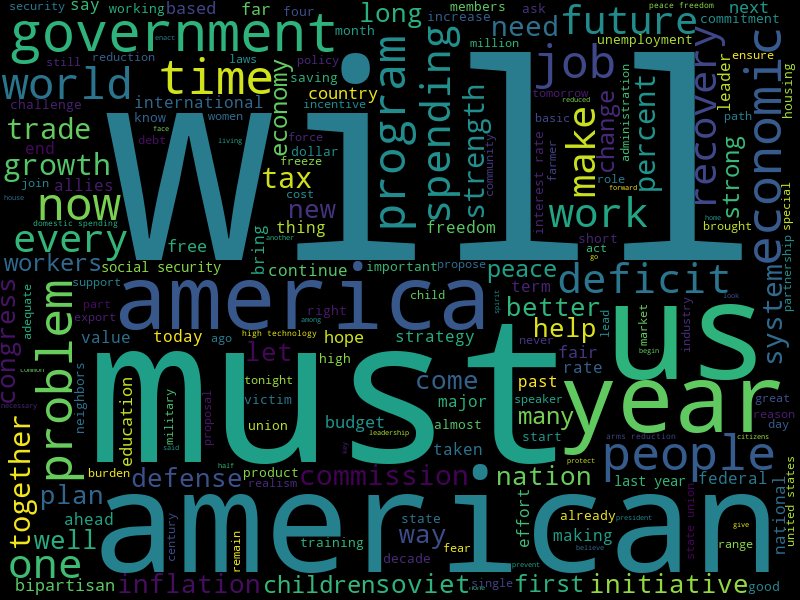 security say working based far four increase members ask peace freedom
government long need future commitment next
month million unemployment
still reduction enact laws policy
world time program spending job
challenge saving tomorrow reduced ensure
international incentive country economy
trade know women basic path
end debt force dollar strength make change administration percent recovery leader housing
growth face living freeze community interest rate farmer
join allies tax role forward strong economic
now cost new work special
house thing freedom short home brought
domestic spending free act
every another bring go partnership
workers social security continue important propose peace deficit system
support america child term look
adequate part right better
export us
congress problem value today ago high technology hope strategy help never lead market industry
among spirit fair begin
let high rate
common tonight come past year great
neighbors education military proposal victim major speaker many reason
necessary must almost day
said union budget leadership start arms reduction citizens
together taken people
burden defense half product commission nation protect last year federal
realism
plan american effort national state union united states
ahead century state way already president give
well remain training fear making range
one decade believe prevent
bipartisan inflation children soviet single first initiative good